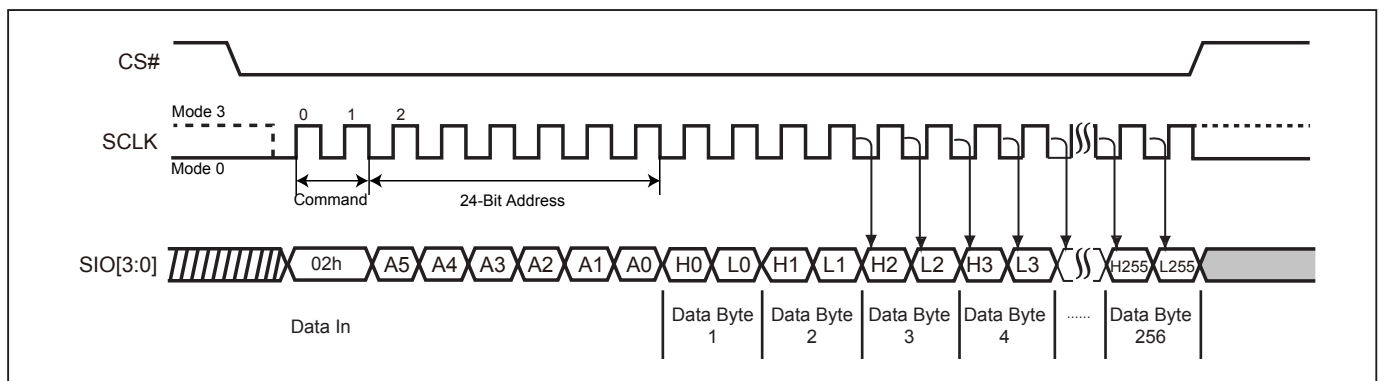 CS#
Mode 3
0 1 2
SCLK
Mode 0
Command
24-Bit Address
SIO[3:0]
02h A5 A4 A3 A2 A1 A0 H0 L0 H1 L1 H2 L2 H3 L3 H255 L255
Data In
Data Byte 1
Data Byte 2
Data Byte 3
Data Byte 4
......
Data Byte 256